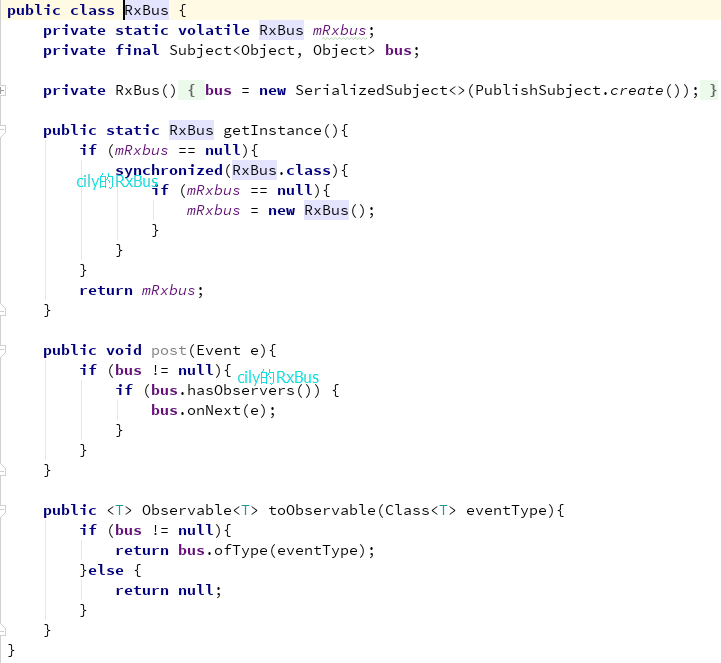 public class RxBus {
    private static volatile RxBus mRxbus;
    private final Subject<Object, Object> bus;
    private RxBus() { bus = new SerializedSubject<>(PublishSubject.create()); }
    public static RxBus getInstance(){
        if (mRxbus == null){
            synchronized(RxBus.class){
cily的RxBus
                if (mRxbus == null){
                    mRxbus = new RxBus();
                }
            }
        }
        return mRxbus;
    }
    public void post(Event e){
        if (bus != null){
cily的RxBus
            if (bus.hasObservers()) {
                bus.onNext(e);
            }
        }
    }
    public <T> Observable<T> toObservable(Class<T> eventType){
        if (bus != null){
            return bus.ofType(eventType);
        }else {
            return null;
        }
    }
}